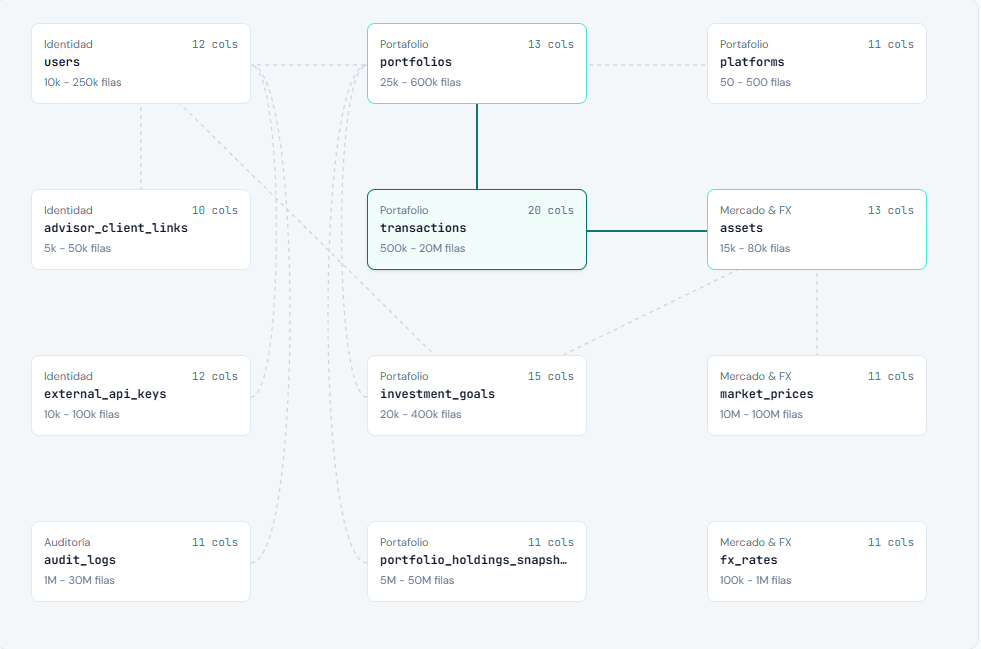 Identidad 12 cols
users
10k – 250k filas
Portafolio 13 cols
portfolios
25k – 600k filas
Portafolio 11 cols
platforms
50 – 500 filas
Identidad 10 cols
advisor_client_links
5k – 50k filas
Portafolio 20 cols
transactions
500k – 20M filas
Mercado & FX 13 cols
assets
15k – 80k filas
Identidad 12 cols
external_api_keys
10k – 100k filas
Portafolio 15 cols
investment_goals
20k – 400k filas
Mercado & FX 11 cols
market_prices
10M – 100M filas
Auditoría 11 cols
audit_logs
1M – 30M filas
Portafolio 11 cols
portfolio_holdings_snapsh…
5M – 50M filas
Mercado & FX 11 cols
fx_rates
100k – 1M filas